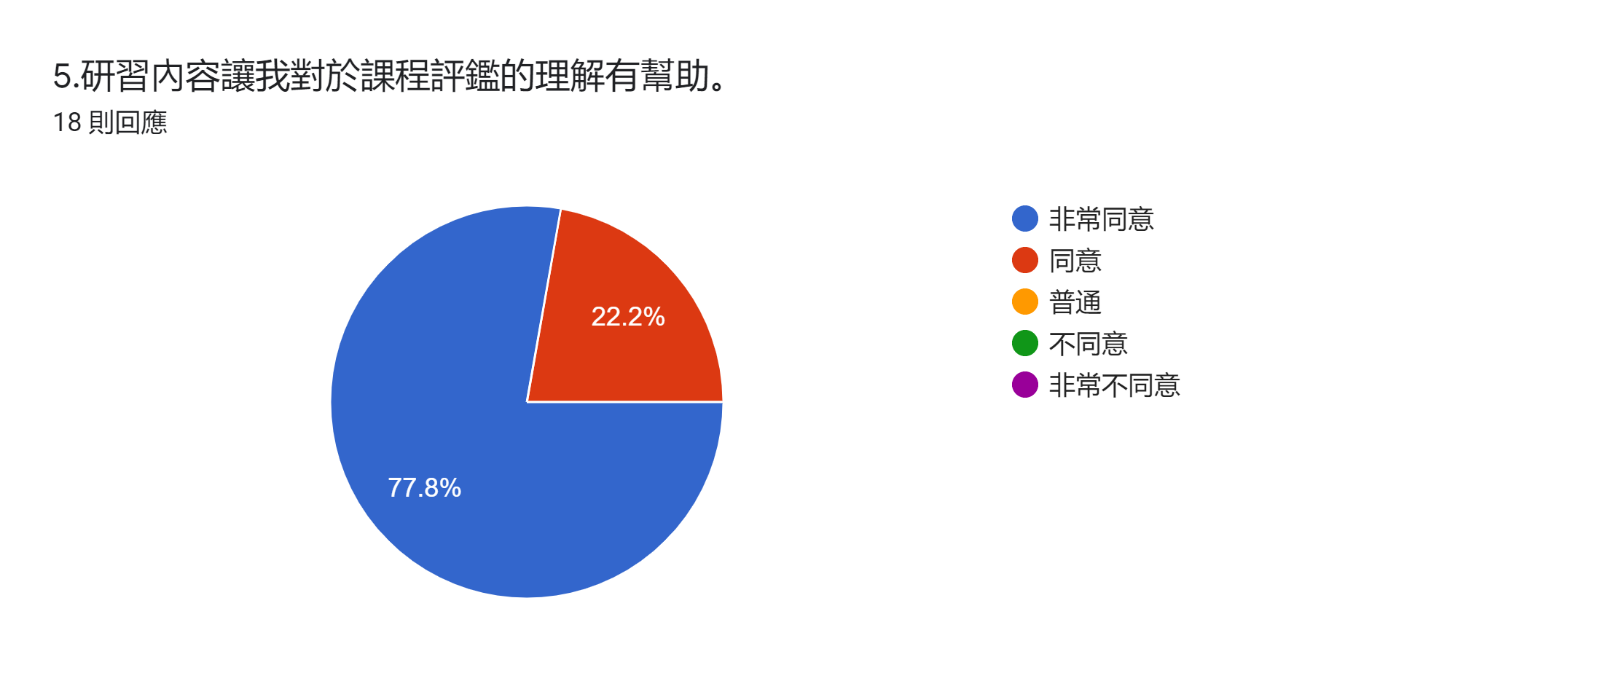 5.研習內容讓我對於課程評鑑的理解有幫助。
18 則回應
非常同意
同意
普通
不同意
非常不同意
22.2%
77.8%